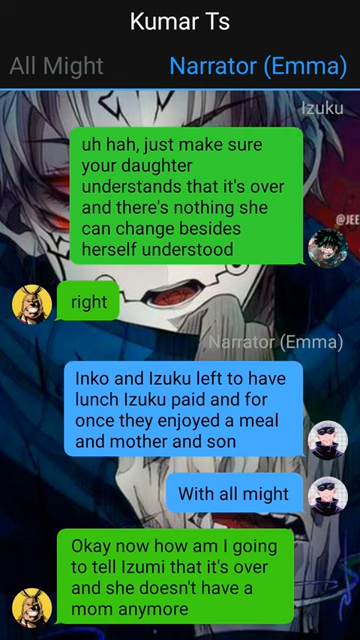 Kumar Ts
All Might
Narrator (Emma)
Izuku
uh hah, just make sure
your daughter
understands that it's over
and there's nothing she
can change besides
herself understood
@JEE
right
Narrator (Emma)
Inko and Izuku left to have
lunch Izuku paid and for
once they enjoyed a meal
and mother and son
With all might
Okay now how am I going
to tell Izumi that it's over
and she doesn't have a
mom anymore